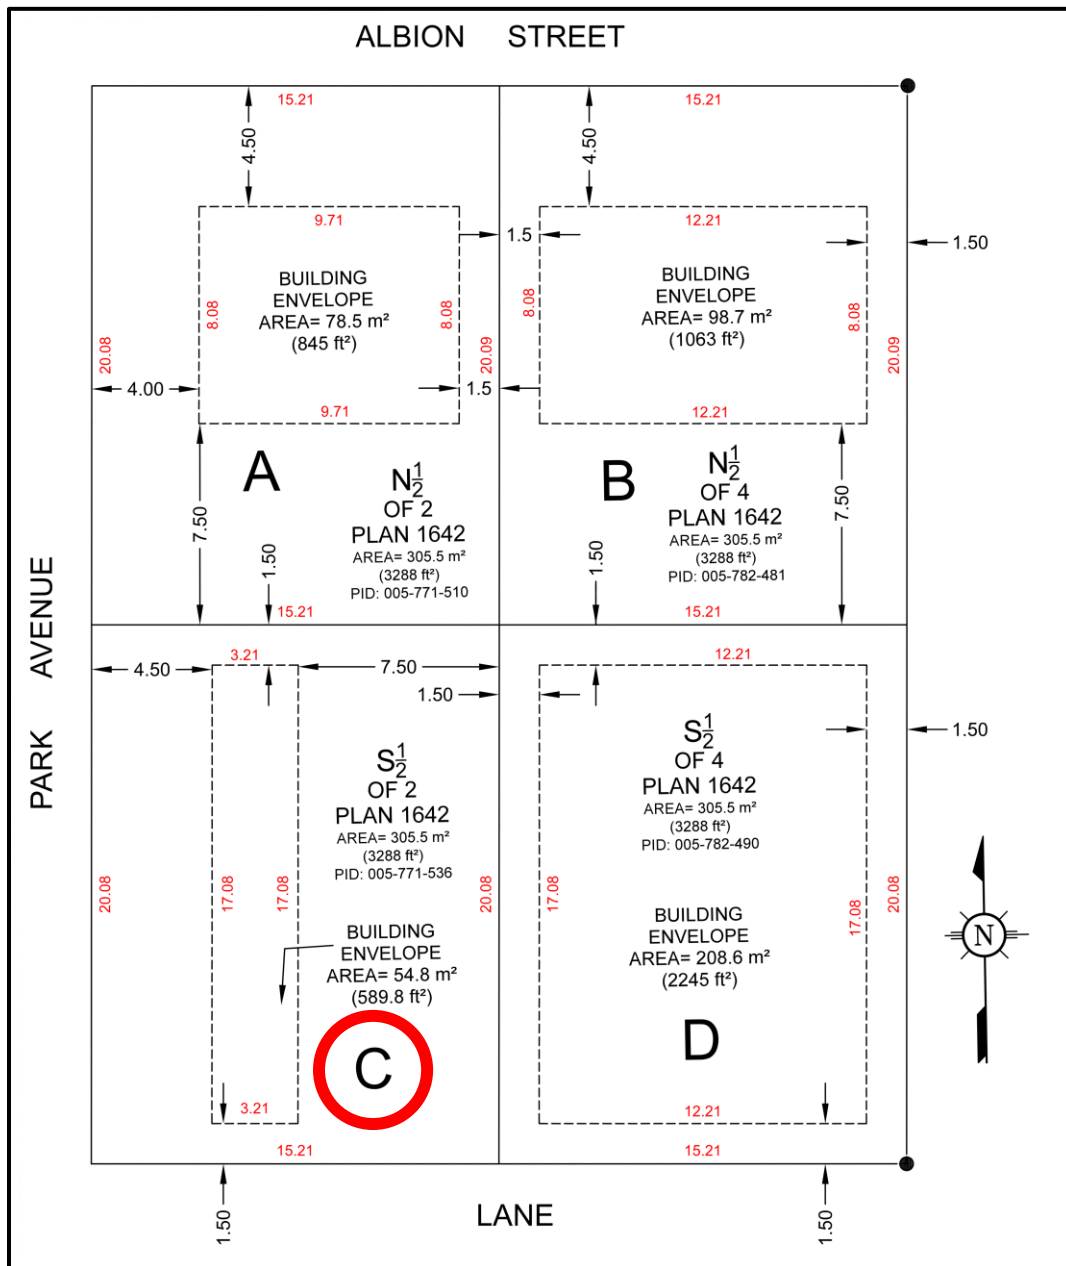 ALBION STREET
15.21
15.21
4.50
4.50
9.71
12.21
1.5
1.50
BUILDING
ENVELOPE
AREA= 78.5 m²
(845 ft²)
BUILDING
ENVELOPE
AREA= 98.7 m²
(1063 ft²)
8.08
8.08
8.08
8.08
20.08
20.09
20.09
4.00
1.5
9.71
12.21
A
B
N½
OF 2
PLAN 1642
AREA= 305.5 m²
(3288 ft²)
PID: 005-771-510
N½
OF 4
PLAN 1642
AREA= 305.5 m²
(3288 ft²)
PID: 005-782-481
7.50
1.50
1.50
7.50
15.21
15.21
PARK AVENUE
3.21
12.21
4.50
7.50
1.50
1.50
S½
OF 2
PLAN 1642
AREA= 305.5 m²
(3288 ft²)
PID: 005-771-536
S½
OF 4
PLAN 1642
AREA= 305.5 m²
(3288 ft²)
PID: 005-782-490
20.08
17.08
17.08
20.08
17.08
17.08
20.08
BUILDING
ENVELOPE
AREA= 54.8 m²
(589.8 ft²)
BUILDING
ENVELOPE
AREA= 208.6 m²
(2245 ft²)
N
C
D
3.21
12.21
15.21
15.21
1.50
1.50
LANE